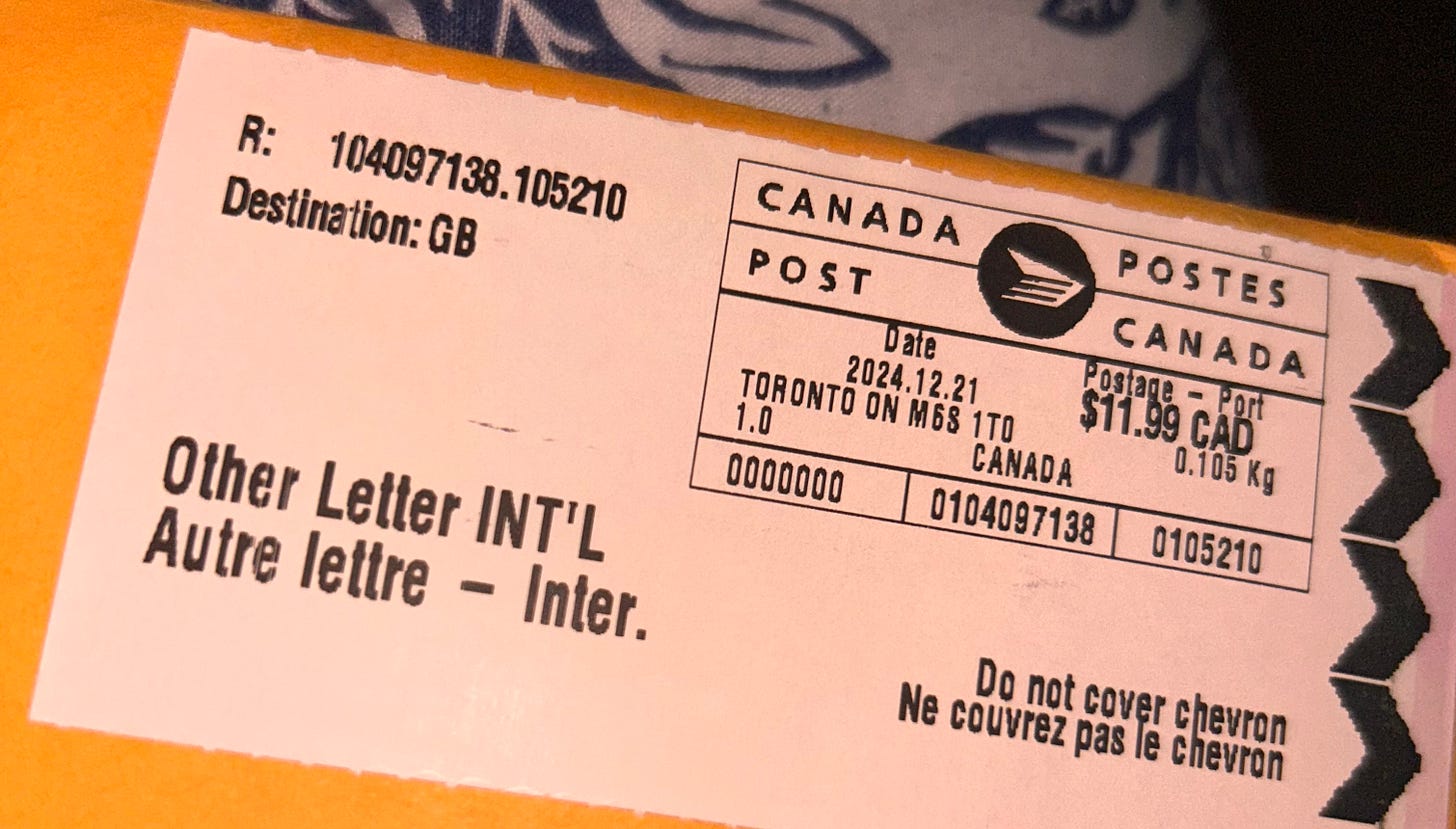 R: 104097138.105210
Destination: GB
CANADA POSTES
POST CANADA
Date
2024.12.21
Postage - Port
TORONTO ON M6S 1T0
$11.99 CAD
1.0
CANADA
0.105 Kg
0000000 0104097138 0105210
Other Letter INT'L
Autre lettre - Inter.
Do not cover chevron
Ne couvrez pas le chevron